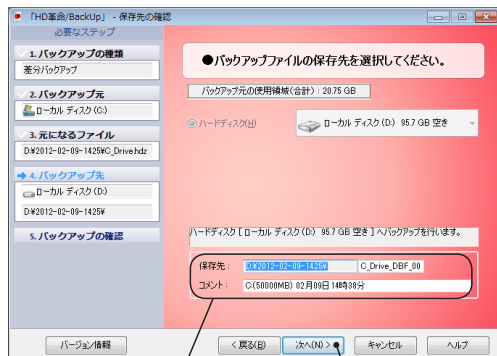 「HD革命/BackUp」 - 保存先の確認
必要なステップ
1. バックアップの種類
差分バックアップ
2. バックアップ元
ローカル ディスク (C:)
3. 元になるファイル
D:¥2012-02-09-1425¥C_Drive.hdz
4. バックアップ先
ローカル ディスク (D:)
D:¥2012-02-09-1425¥
5. バックアップの確認
●バックアップファイルの保存先を選択してください。
バックアップ元の使用領域(合計) : 20.75 GB
ハードディスク(H)
ローカル ディスク (D:) 95.7 GB 空き
ハードディスク [ ローカル ディスク (D:) 95.7 GB 空き ] へバックアップを行います。
保存先 : D:¥2012-02-09-1425¥ C_Drive_DBF_00
コメント : C:(50000MB) 02月09日 14時38分
バージョン情報 < 戻る(B) 次へ(N) > キャンセル ヘルプ